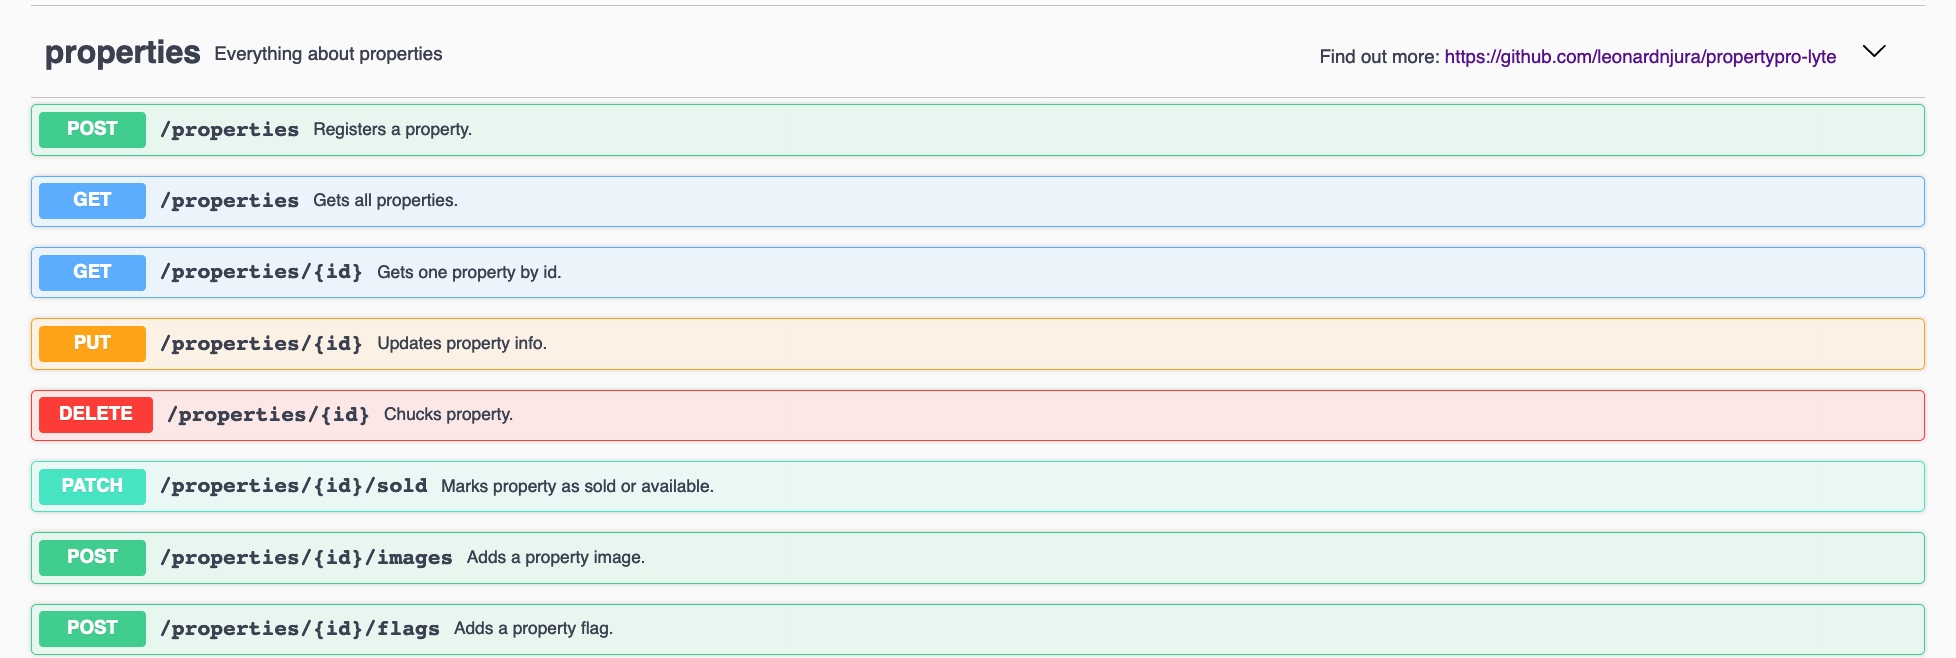 properties Everything about properties Find out more: https://github.com/leonardnjura/propertypro-lyte
POST /properties Registers a property.
GET /properties Gets all properties.
GET /properties/{id} Gets one property by id.
PUT /properties/{id} Updates property info.
DELETE /properties/{id} Chucks property.
PATCH /properties/{id}/sold Marks property as sold or available.
POST /properties/{id}/images Adds a property image.
POST /properties/{id}/flags Adds a property flag.